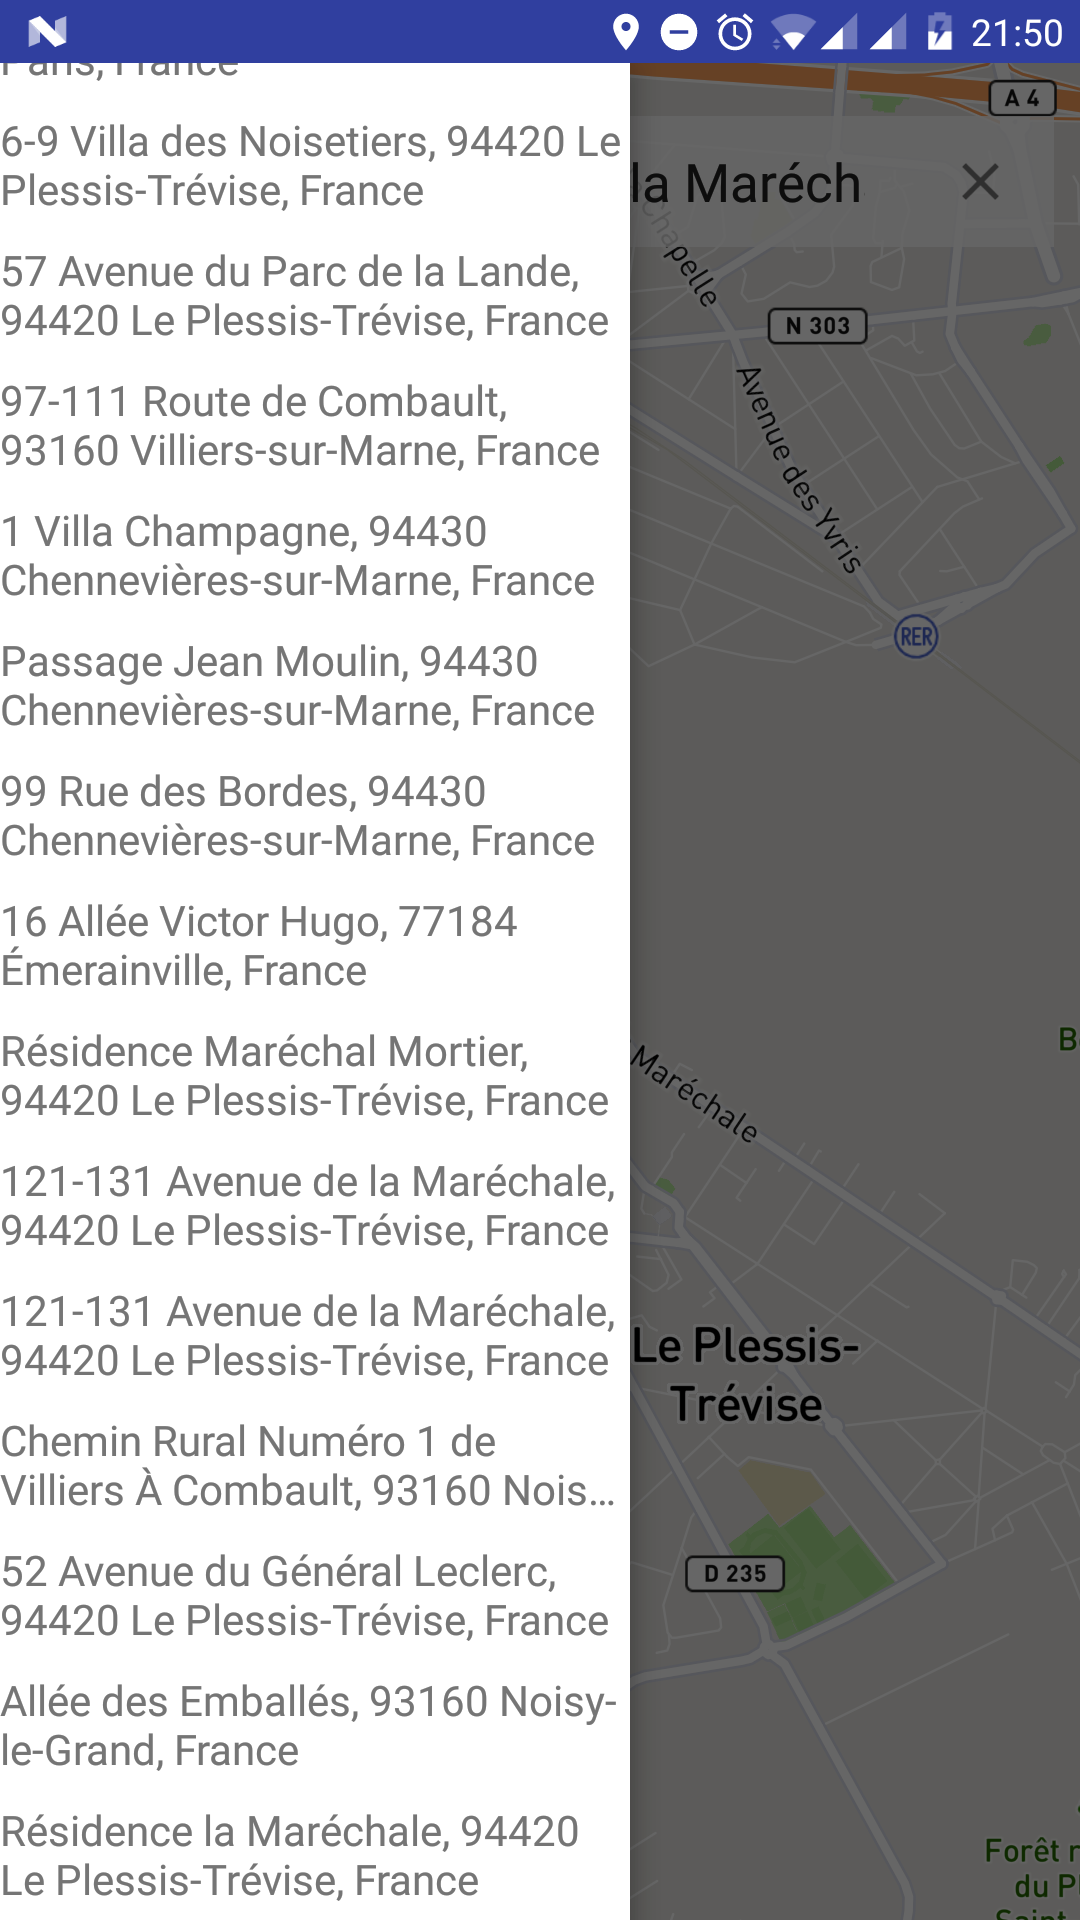 21:50
Paris, France
6-9 Villa des Noisetiers, 94420 Le
Plessis-Trévise, France
57 Avenue du Parc de la Lande,
94420 Le Plessis-Trévise, France
97-111 Route de Combault,
93160 Villiers-sur-Marne, France
1 Villa Champagne, 94430
Chennevières-sur-Marne, France
Passage Jean Moulin, 94430
Chennevières-sur-Marne, France
99 Rue des Bordes, 94430
Chennevières-sur-Marne, France
16 Allée Victor Hugo, 77184
Émerainville, France
Résidence Maréchal Mortier,
94420 Le Plessis-Trévise, France
121-131 Avenue de la Maréchale,
94420 Le Plessis-Trévise, France
121-131 Avenue de la Maréchale,
94420 Le Plessis-Trévise, France
Chemin Rural Numéro 1 de
Villiers À Combault, 93160 Nois...
52 Avenue du Général Leclerc,
94420 Le Plessis-Trévise, France
Allée des Emballés, 93160 Noisy-
le-Grand, France
Résidence la Maréchale, 94420
Le Plessis-Trévise, France
A 4
la Maréch
Chapelle
N 303
Avenue des Yvris
RER
B
Maréchale
Le Plessis-
Trévise
D 235
Forêt r
du Pl
Saint